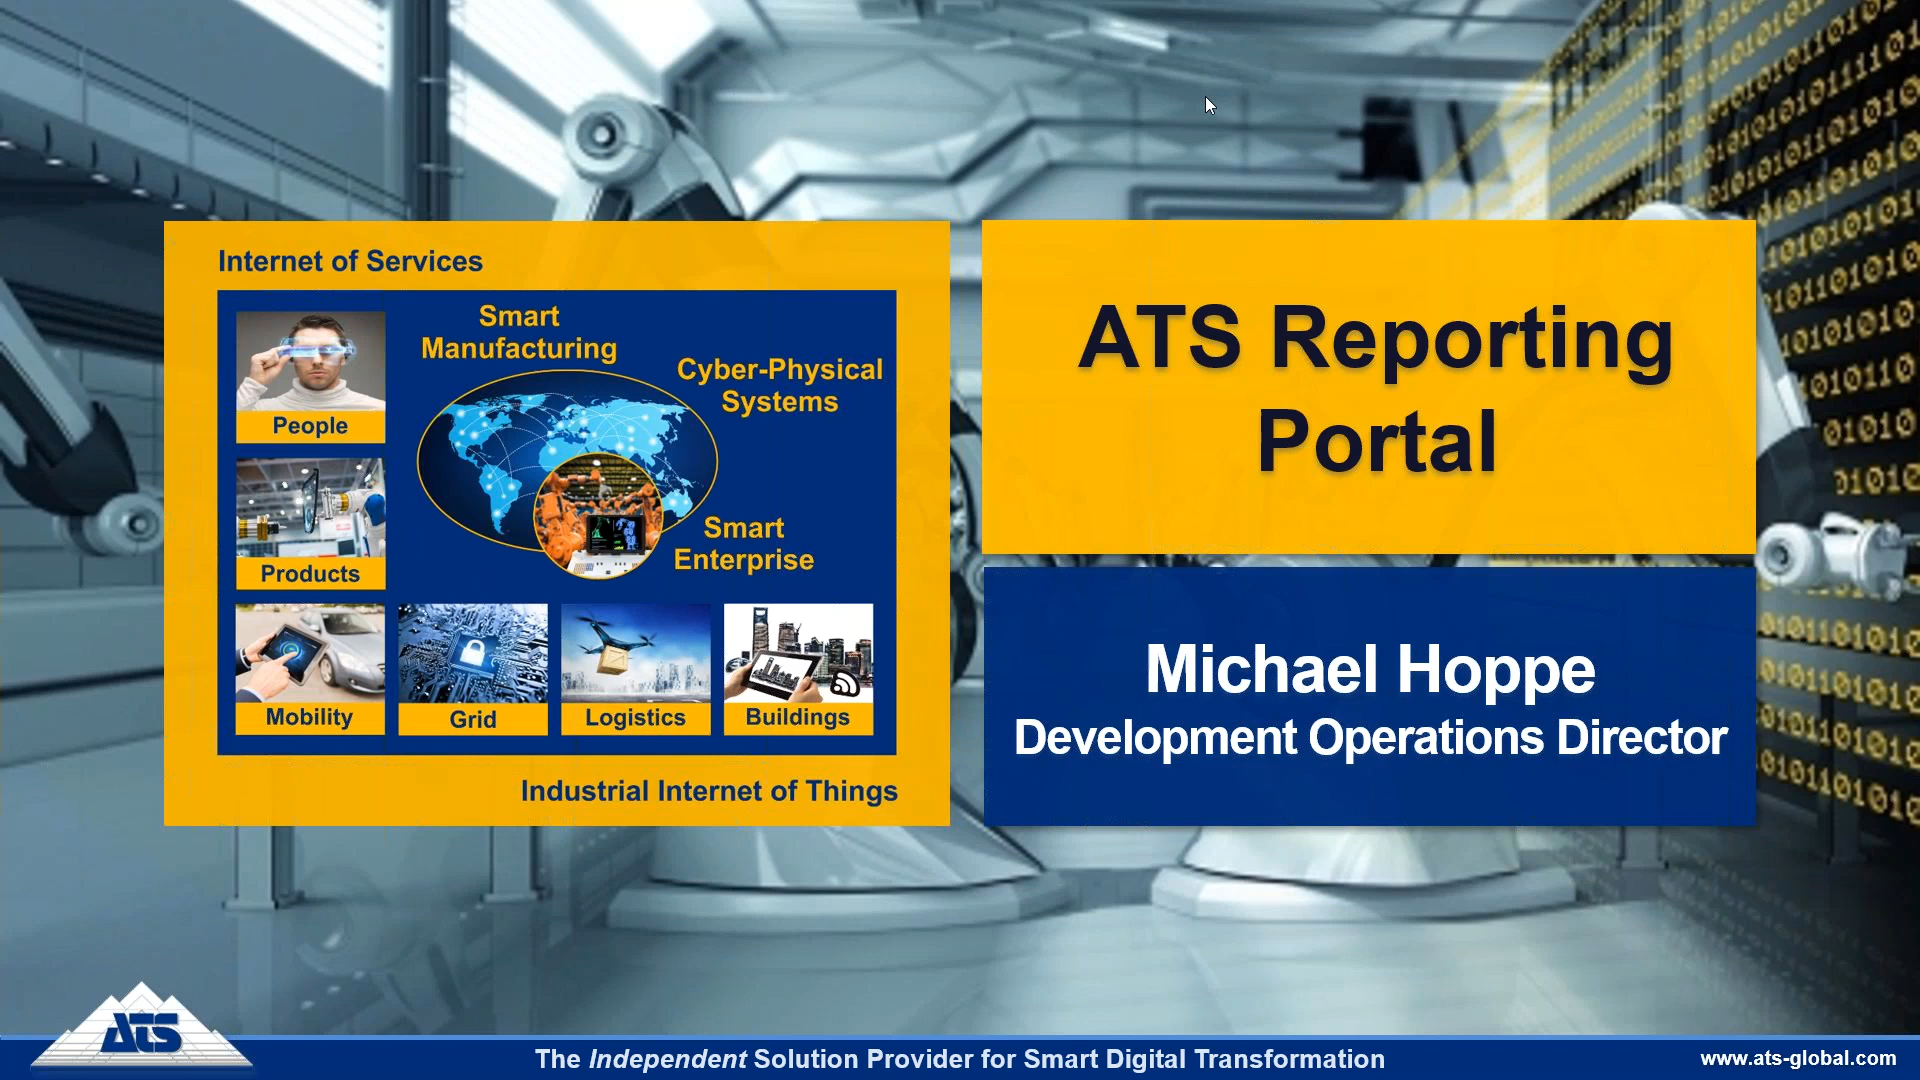 Internet of Services
Smart
Manufacturing
Cyber-Physical
Systems
People
Products
Smart
Enterprise
Mobility
Grid
Logistics
Buildings
Industrial Internet of Things
ATS Reporting
Portal
Michael Hoppe
Development Operations Director
ATS
The Independent Solution Provider for Smart Digital Transformation
www.ats-global.com